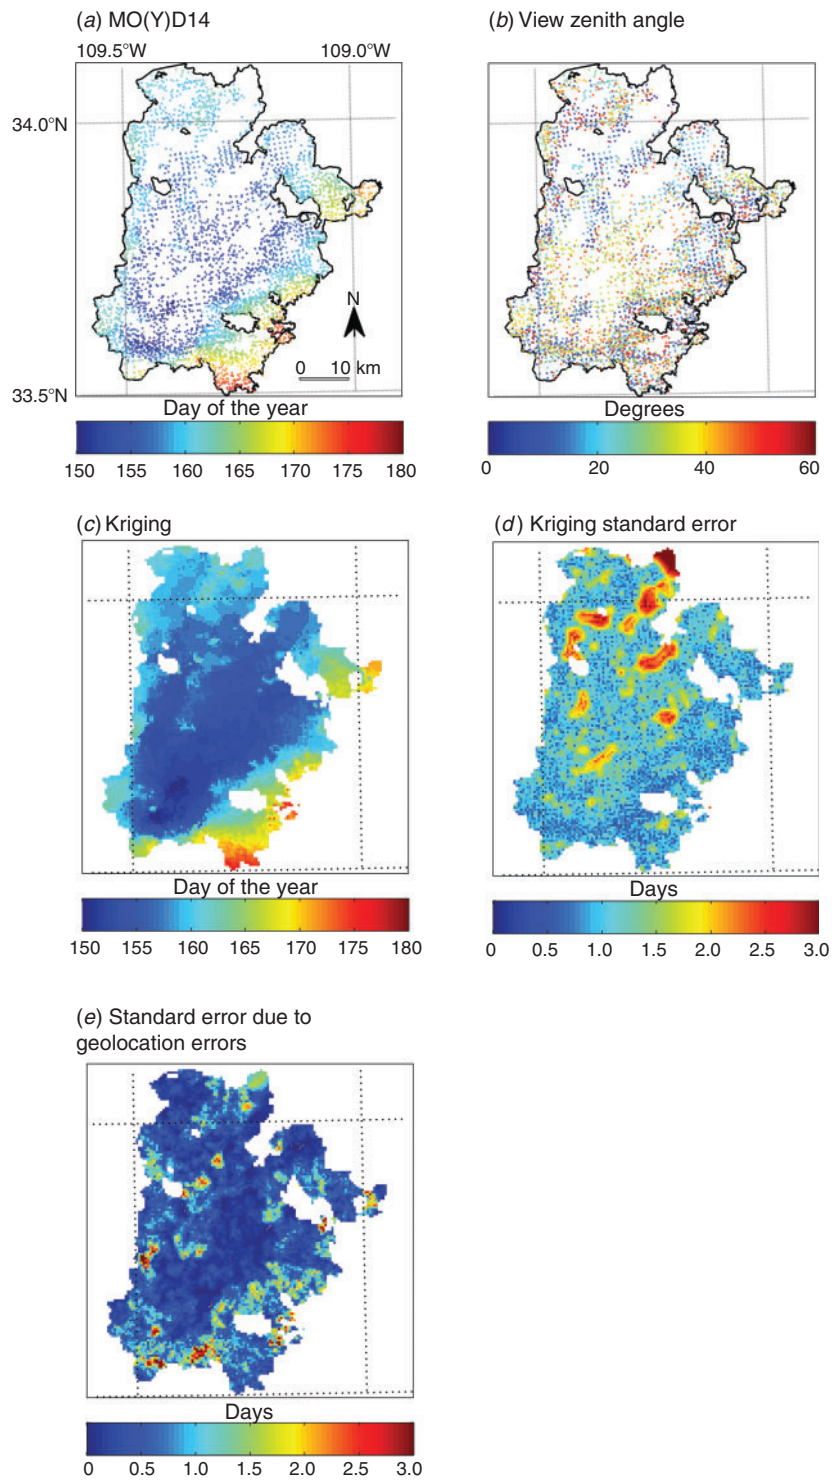 (a) MO(Y)D14
109.5°W 109.0°W
34.0°N
33.5°N
N
0 10 km
Day of the year
150 155 160 165 170 175 180
(b) View zenith angle
Degrees
0 20 40 60
(c) Kriging
Day of the year
150 155 160 165 170 175 180
(d) Kriging standard error
Days
0 0.5 1.0 1.5 2.0 2.5 3.0
(e) Standard error due to
geolocation errors
Days
0 0.5 1.0 1.5 2.0 2.5 3.0